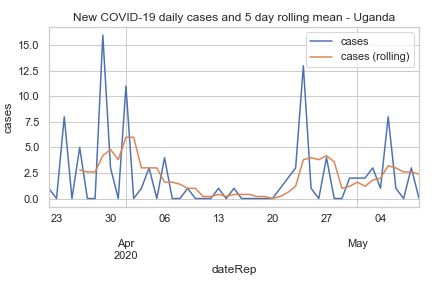 New COVID-19 daily cases and 5 day rolling mean - Uganda
cases
cases (rolling)
cases
15.0
12.5
10.0
7.5
5.0
2.5
0.0
23 30 06 13 20 27 04
Apr May
2020
dateRep